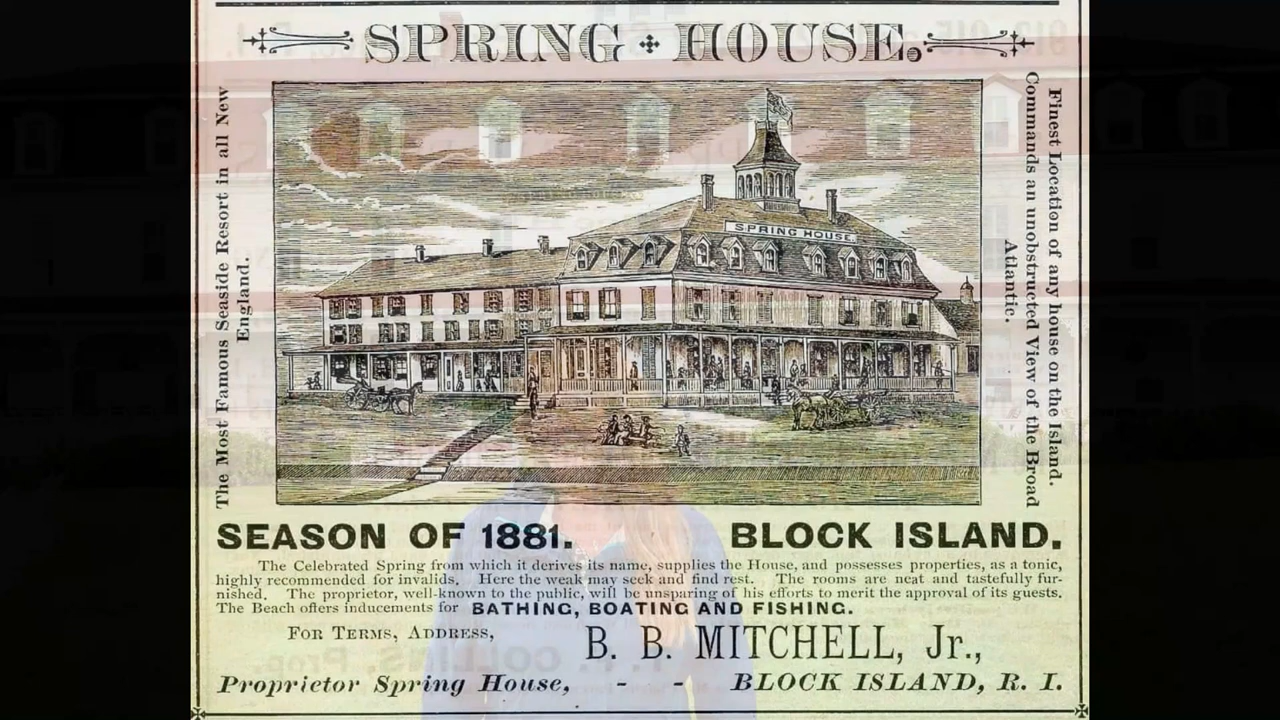 SPRING HOUSE.
The Most Famous Seaside Resort in all New
England.
SPRING HOUSE.
Finest Location of any house on the Island.
Commands an unobstructed View of the Broad
Atlantic.
SEASON OF 1881. BLOCK ISLAND.
The Celebrated Spring from which it derives its name, supplies the House, and possesses properties, as a tonic,
highly recommended for invalids. Here the weak may seek and find rest. The rooms are neat and tastefully fur-
nished. The proprietor, well-known to the public, will be unsparing of his efforts to merit the approval of its guests.
The Beach offers inducements for BATHING, BOATING AND FISHING.
FOR TERMS, ADDRESS,
B. B. MITCHELL, Jr.,
Proprietor Spring House, - - BLOCK ISLAND, R. I.